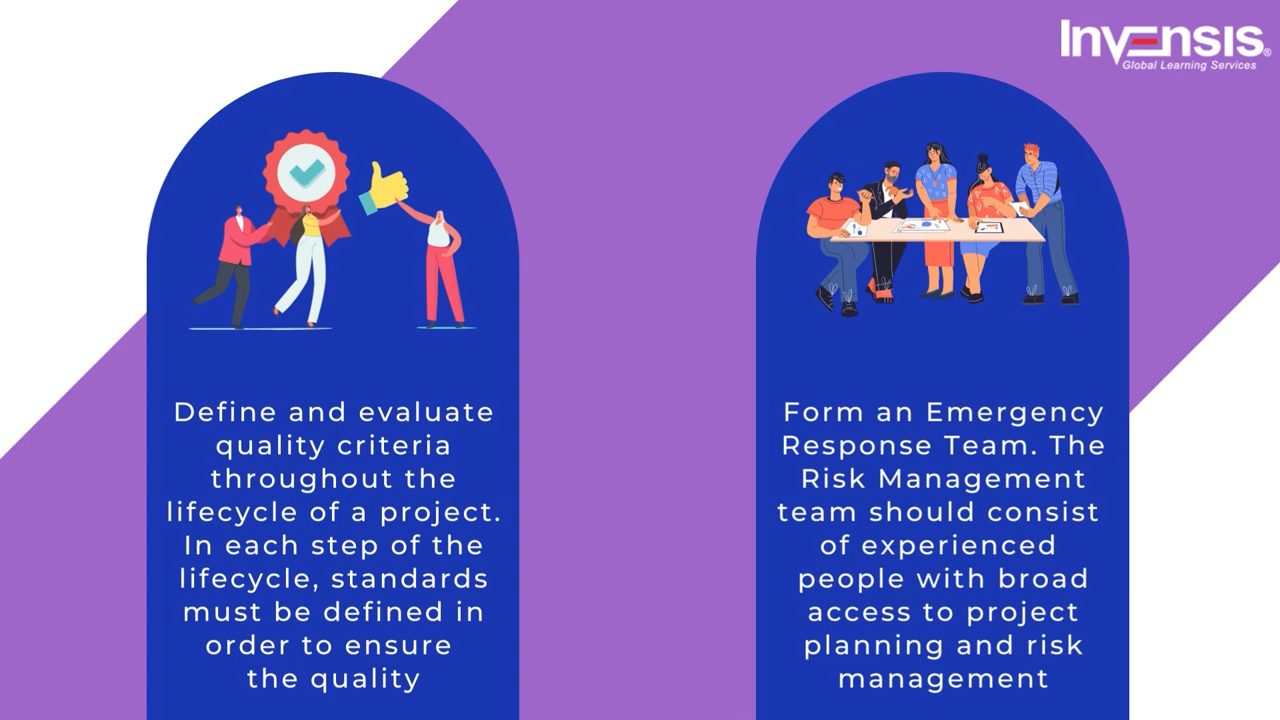 Invensis®
Global Learning Services
Define and evaluate
quality criteria
throughout the
lifecycle of a project.
In each step of the
lifecycle, standards
must be defined in
order to ensure
the quality
Form an Emergency
Response Team. The
Risk Management
team should consist
of experienced
people with broad
access to project
planning and risk
management